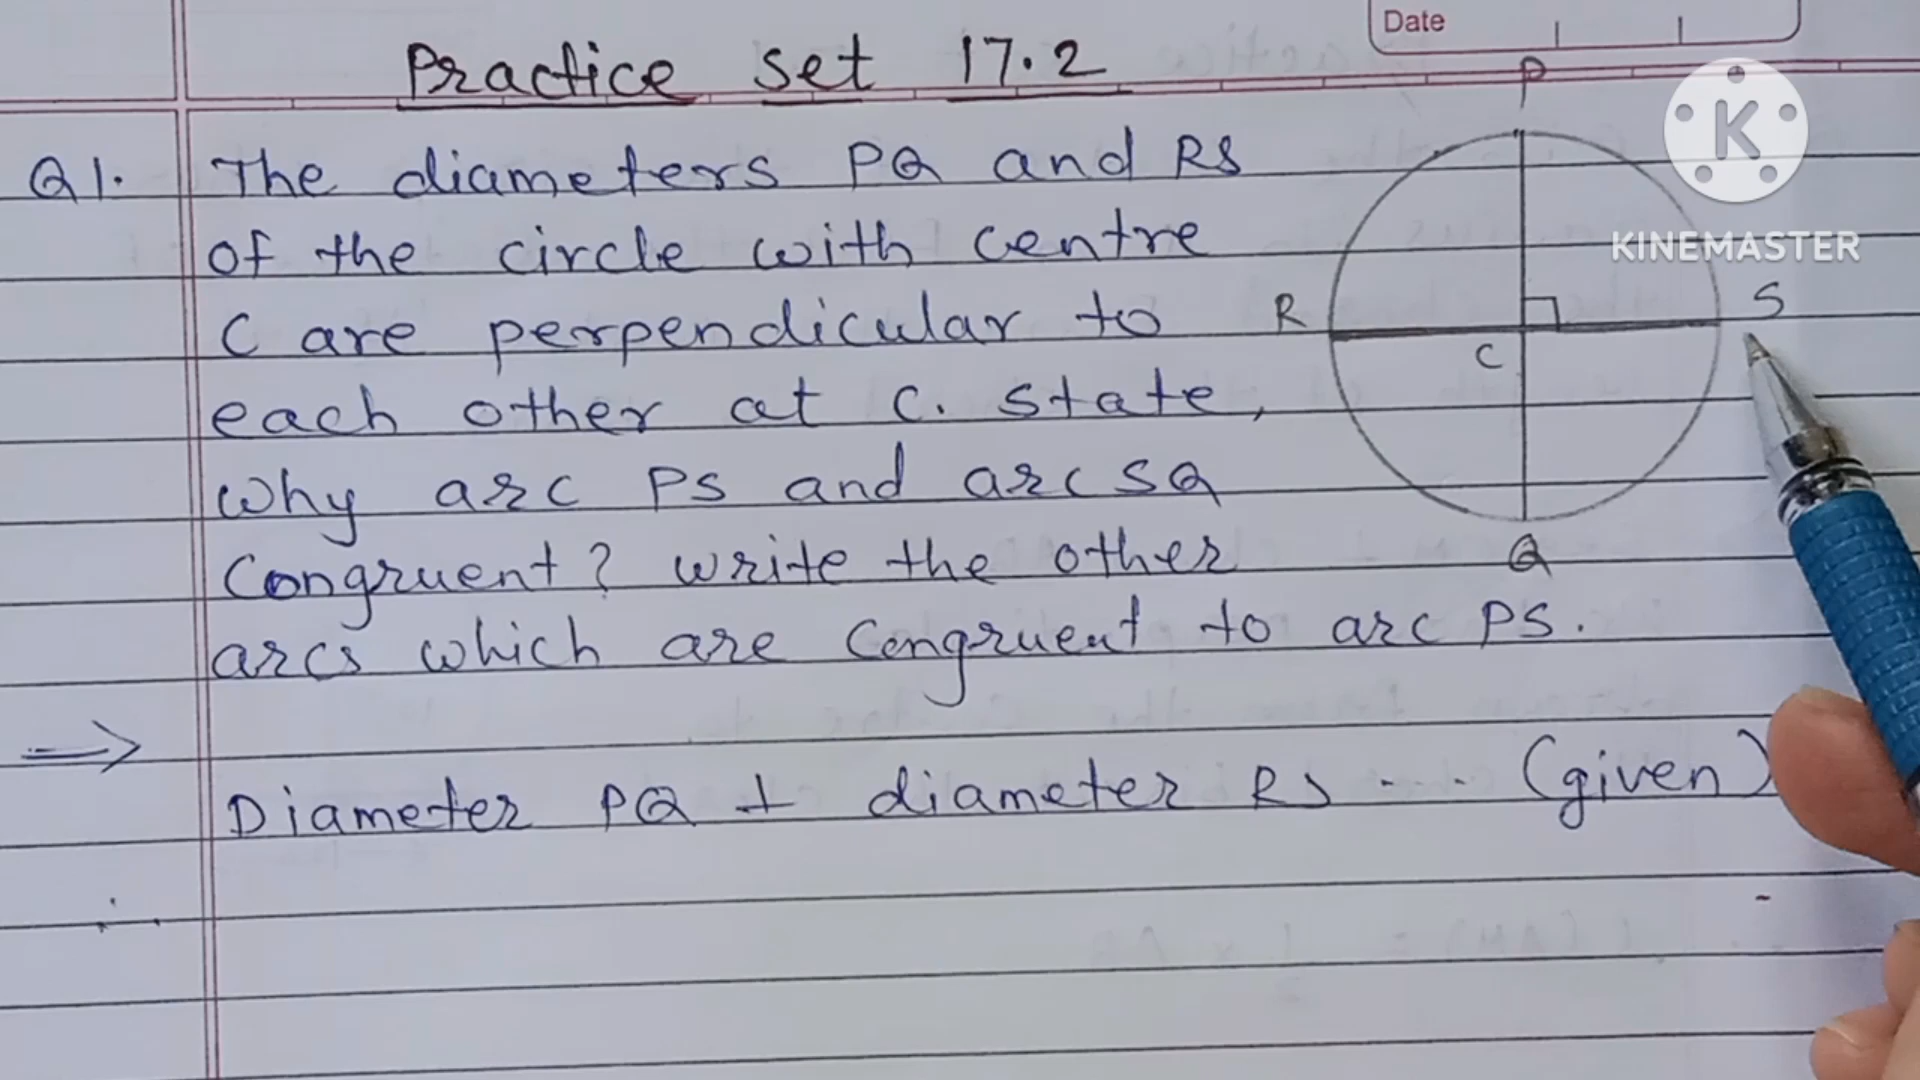 Date
Practice set 17.2
Q1. The diameters PQ and RS
of the circle with centre
C are perpendicular to
each other at C. State,
why arc PS and arc SQ
Congruent? write the other
arcs which are Congruent to arc PS.
P
K
KINEMASTER
R
S
C
Q
⇒
Diameter PQ ⊥ diameter RS --- (given)
∴